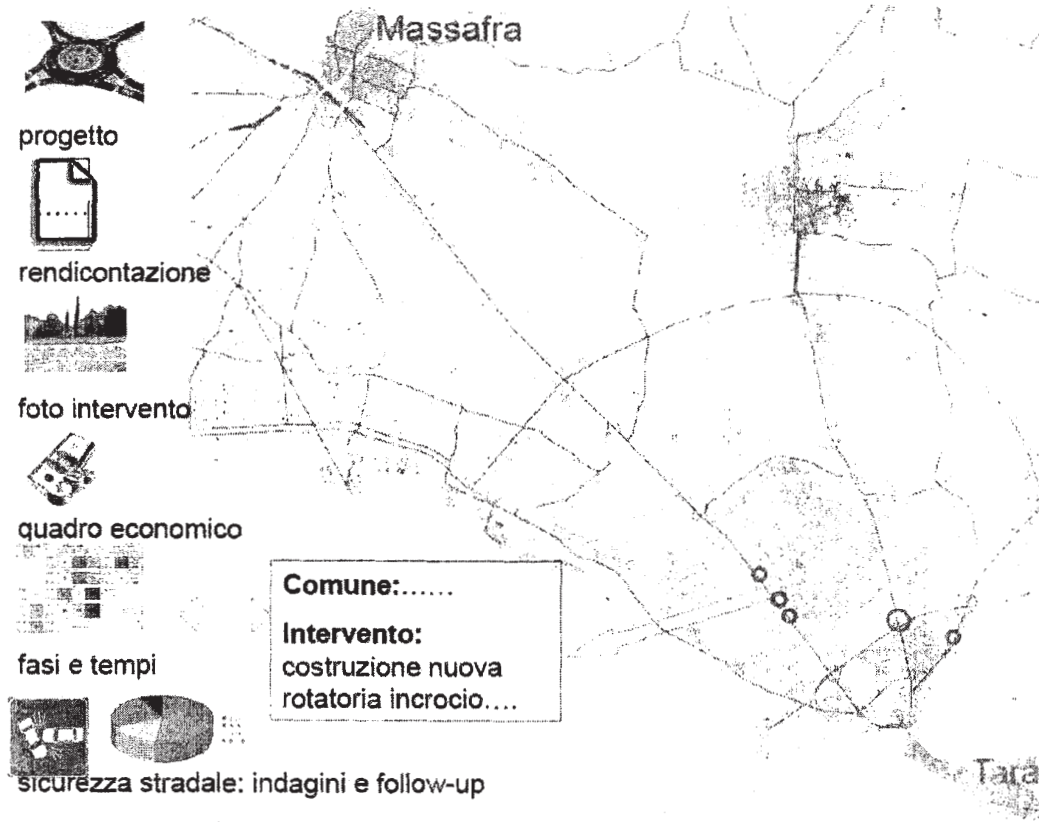 Massafra
progetto
rendicontazione
foto intervento
quadro economico
fasi e tempi
sicurezza stradale: indagini e follow-up
Comune:......
Intervento:
costruzione nuova
rotatoria incrocio....
Tara